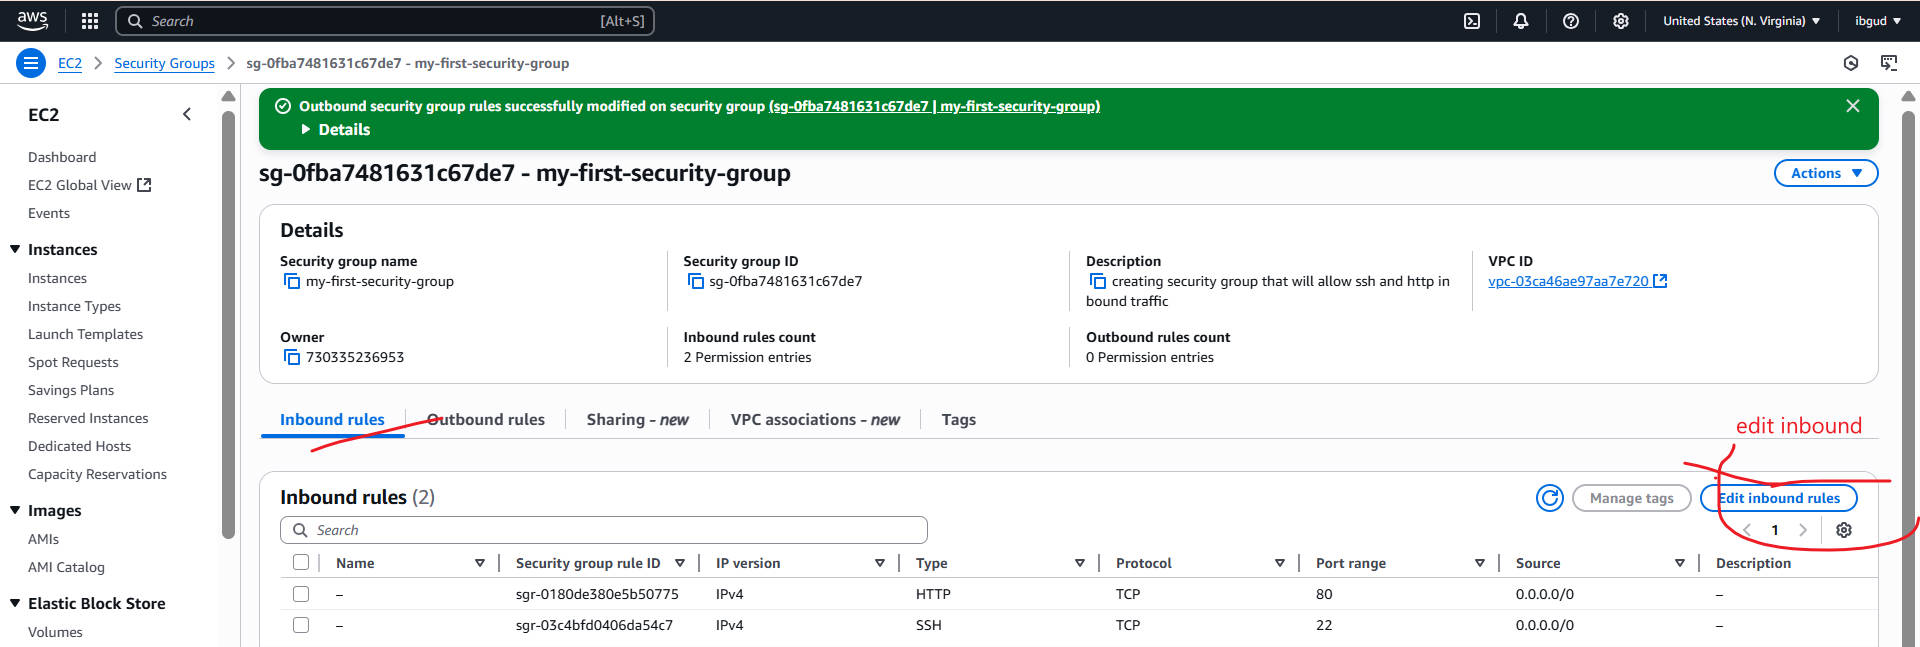 aws
Search [Alt+S]
United States (N. Virginia) ibgud
EC2 Security Groups sg-0fba7481631c67de7 - my-first-security-group
EC2
Dashboard
EC2 Global View
Events
Instances
Instances
Instance Types
Launch Templates
Spot Requests
Savings Plans
Reserved Instances
Dedicated Hosts
Capacity Reservations
Images
AMIs
AMI Catalog
Elastic Block Store
Volumes
Outbound security group rules successfully modified on security group (sg-0fba7481631c67de7 | my-first-security-group)
Details
sg-0fba7481631c67de7 - my-first-security-group
Actions
Details
Security group name
my-first-security-group
Security group ID
sg-0fba7481631c67de7
Description
creating security group that will allow ssh and http in
bound traffic
VPC ID
vpc-03ca46ae97aa7e720
Owner
730335236953
Inbound rules count
2 Permission entries
Outbound rules count
0 Permission entries
Inbound rules Outbound rules Sharing - new VPC associations - new Tags
edit inbound
Inbound rules (2)
Manage tags Edit inbound rules
Search
1
Name Security group rule ID IP version Type Protocol Port range Source Description
– sgr-0180de380e5b50775 IPv4 HTTP TCP 80 0.0.0.0/0 –
– sgr-03c4bfd0406da54c7 IPv4 SSH TCP 22 0.0.0.0/0 –